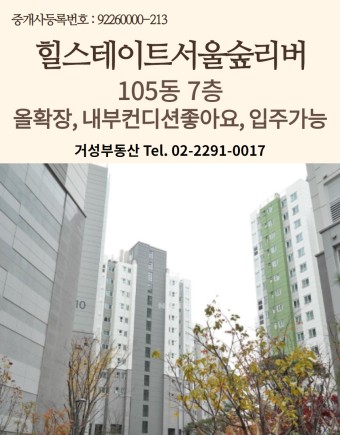 중개사등록번호 : 92260000-213
힐스테이트서울숲리버
105동 7층
올확장, 내부컨디션좋아요, 입주가능
거성부동산 Tel. 02-2291-0017
10